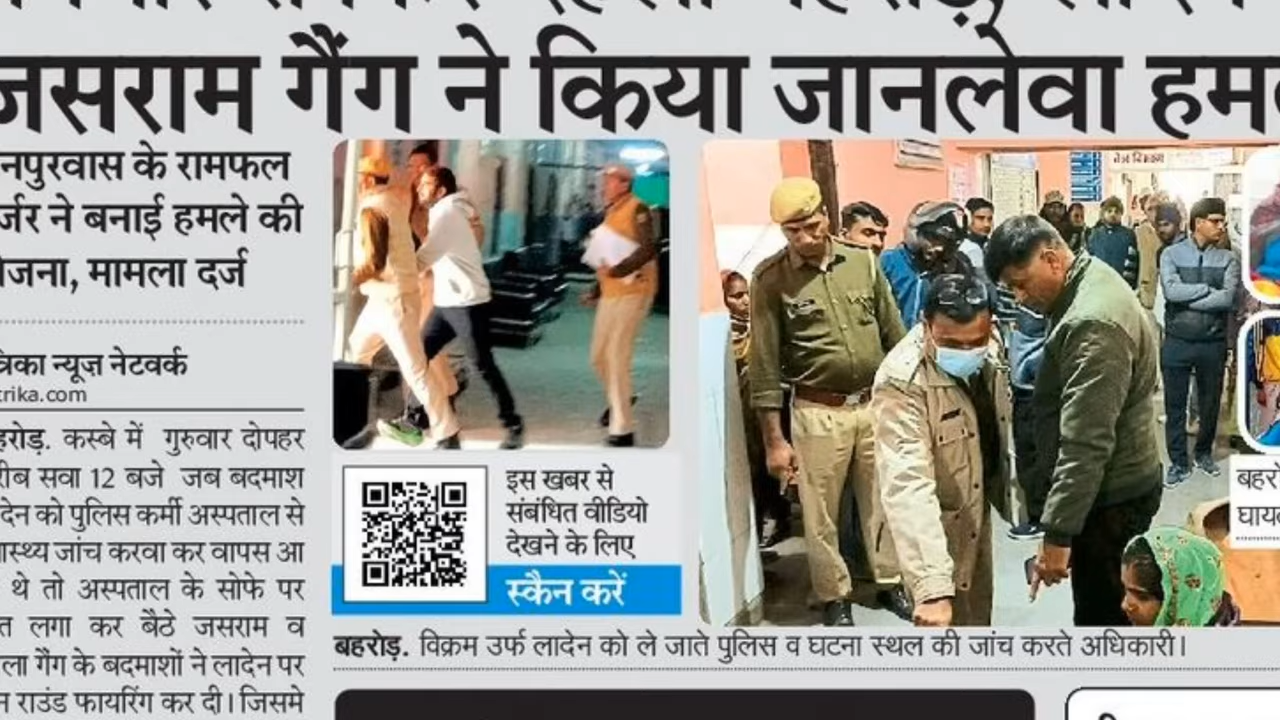 जसराम गैंग ने किया जानलेवा
नपुरवास के रामफल
र्जर ने बनाई हमले की
जना, मामला दर्ज
त्रिका न्यूज़ नेटवर्क
trika.com
हरोड़. कस्बे में गुरुवार दोपहर
रीब सवा 12 बजे जब बदमाश
देन को पुलिस कर्मी अस्पताल से
ास्थ्य जांच करवा कर वापस आ
थे तो अस्पताल के सोफे पर
त लगा कर बैठे जसराम व
ला गैंग के बदमाशों ने लादेन पर
न राउंड फायरिंग कर दी। जिसमे
इस खबर से
संबंधित वीडियो
देखने के लिए
स्कैन करें
बहरोड़. विक्रम उर्फ लादेन को ले जाते पुलिस व घटना स्थल की जांच करते अधिकारी।
बहरो
घाय